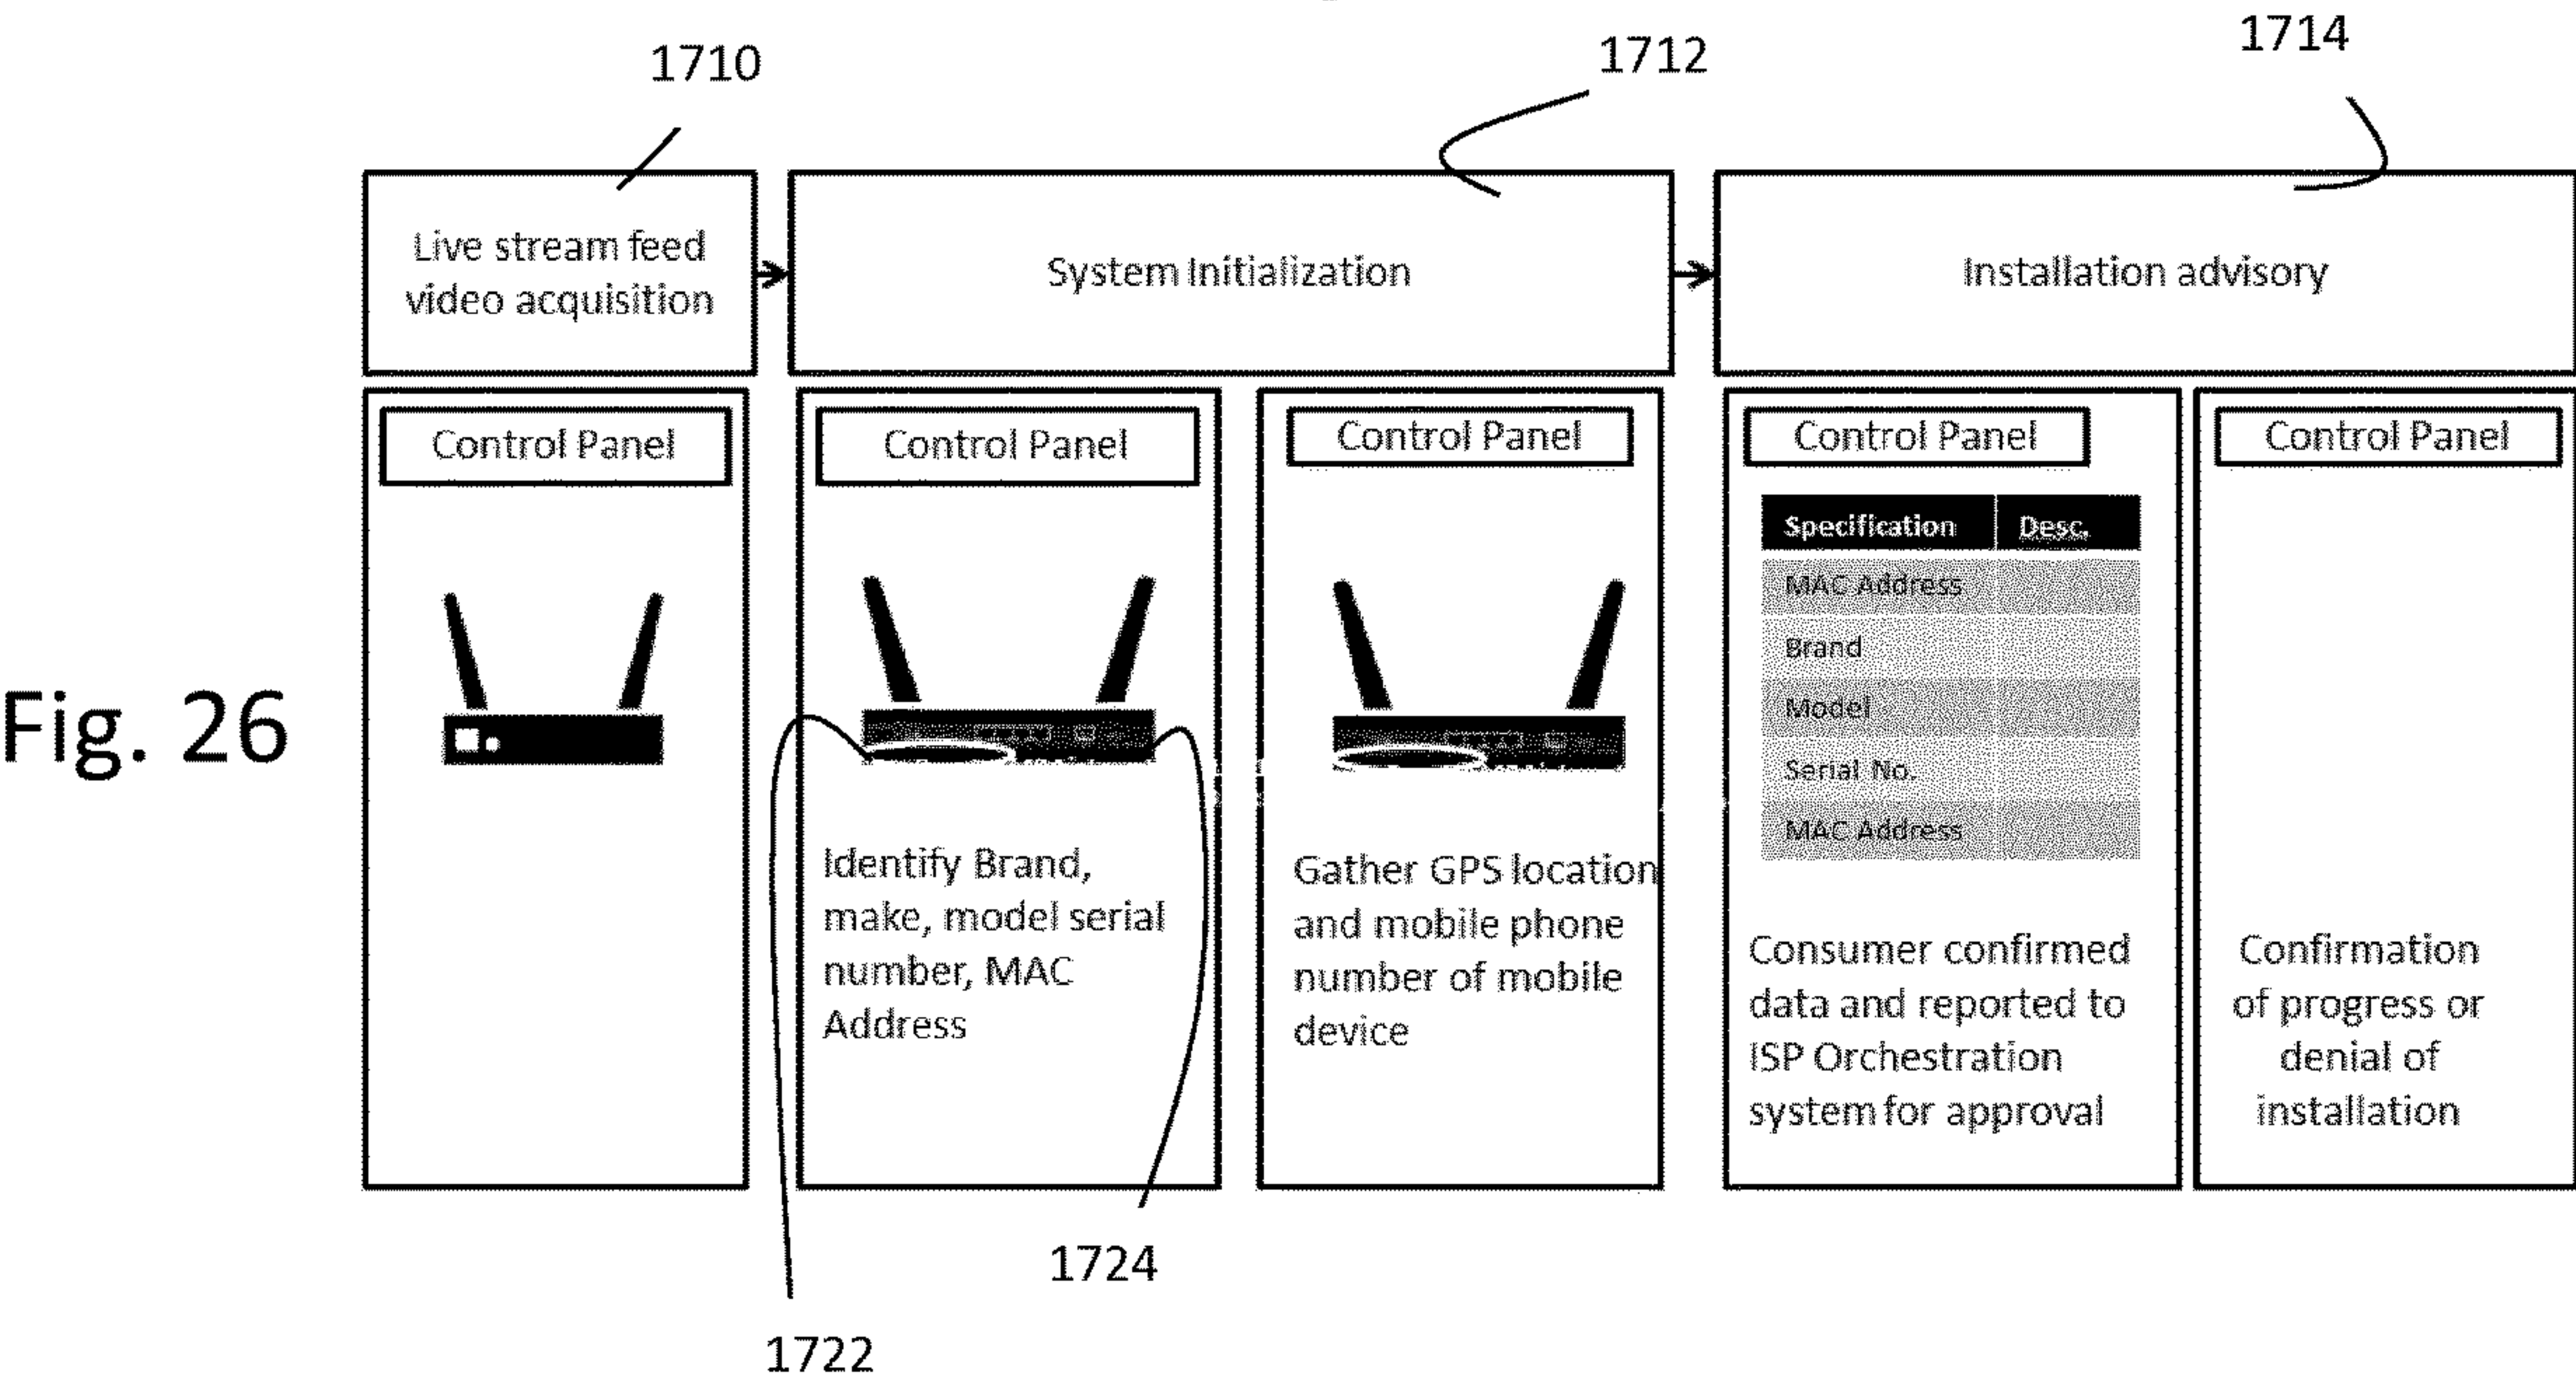 1710
1712
1714
Live stream feed
video acquisition
System Initialization
Installation advisory
Control Panel
Control Panel
Identify Brand,
make, model serial
number, MAC
Address
Control Panel
Gather GPS location
and mobile phone
number of mobile
device
Control Panel
Specification Desc.
MAC Address
Brand
Model
Serial No.
MAC Address
Consumer confirmed
data and reported to
ISP Orchestration
system for approval
Control Panel
Confirmation
of progress or
denial of
installation
Fig. 26
1724
1722